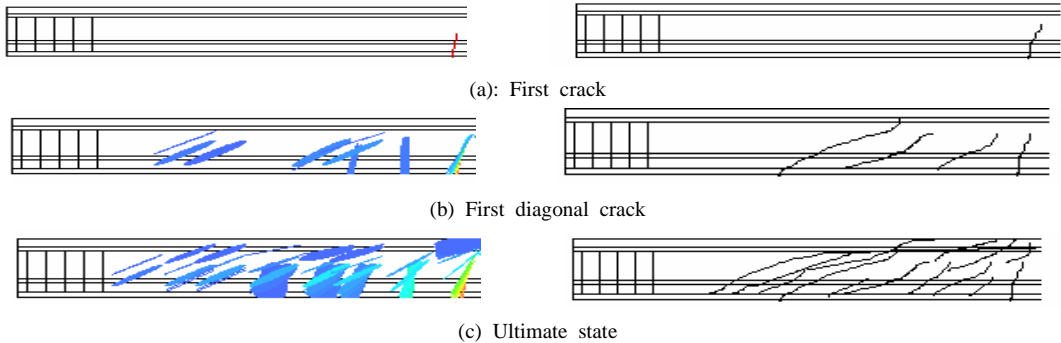 (a): First crack
(b) First diagonal crack
(c) Ultimate state